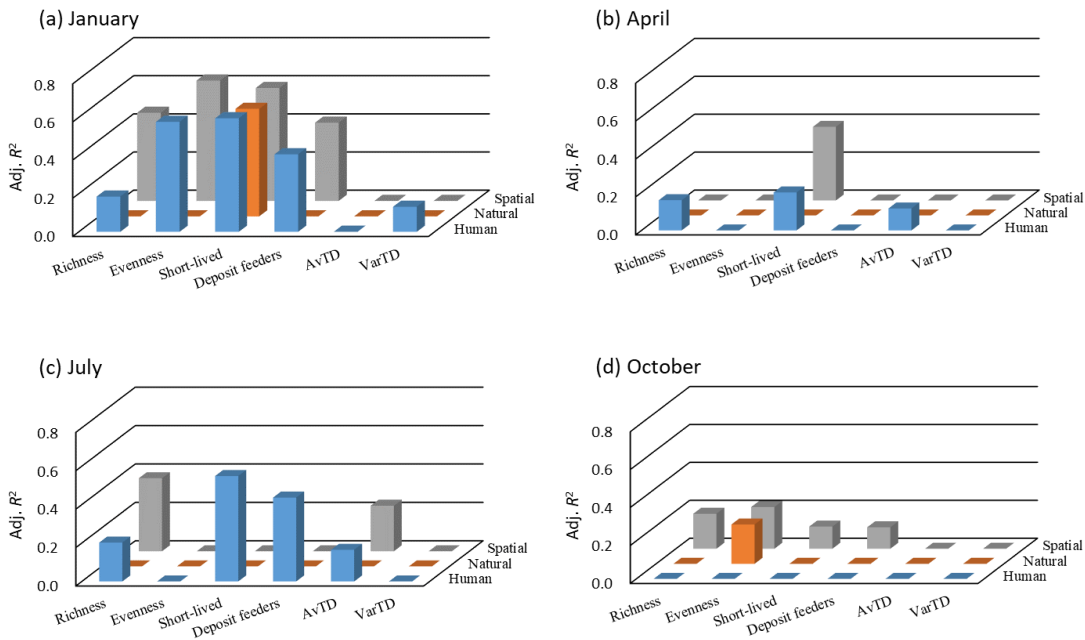 (a) January
Adj. R²
0.8
0.6
0.4
0.2
0.0
Richness
Evenness
Short-lived
Deposit feeders
AvTD
VarTD
Spatial
Natural
Human
(b) April
Adj. R²
0.8
0.6
0.4
0.2
0.0
Richness
Evenness
Short-lived
Deposit feeders
AvTD
VarTD
Spatial
Natural
Human
(c) July
Adj. R²
0.8
0.6
0.4
0.2
0.0
Richness
Evenness
Short-lived
Deposit feeders
AvTD
VarTD
Spatial
Natural
Human
(d) October
Adj. R²
0.8
0.6
0.4
0.2
0.0
Richness
Evenness
Short-lived
Deposit feeders
AvTD
VarTD
Spatial
Natural
Human